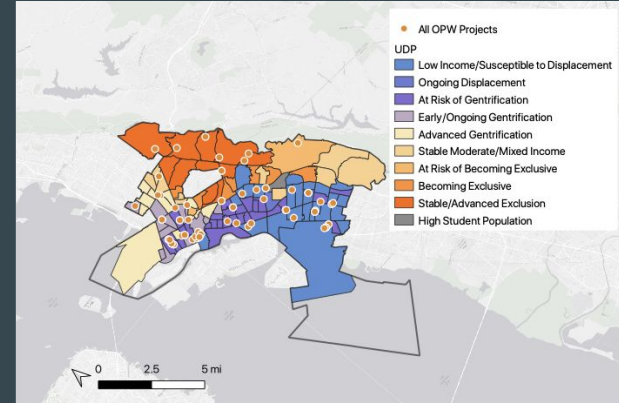 All OPW Projects
UDP
Low Income/Susceptible to Displacement
Ongoing Displacement
At Risk of Gentrification
Early/Ongoing Gentrification
Advanced Gentrification
Stable Moderate/Mixed Income
At Risk of Becoming Exclusive
Becoming Exclusive
Stable/Advanced Exclusion
High Student Population
0 2.5 5 mi